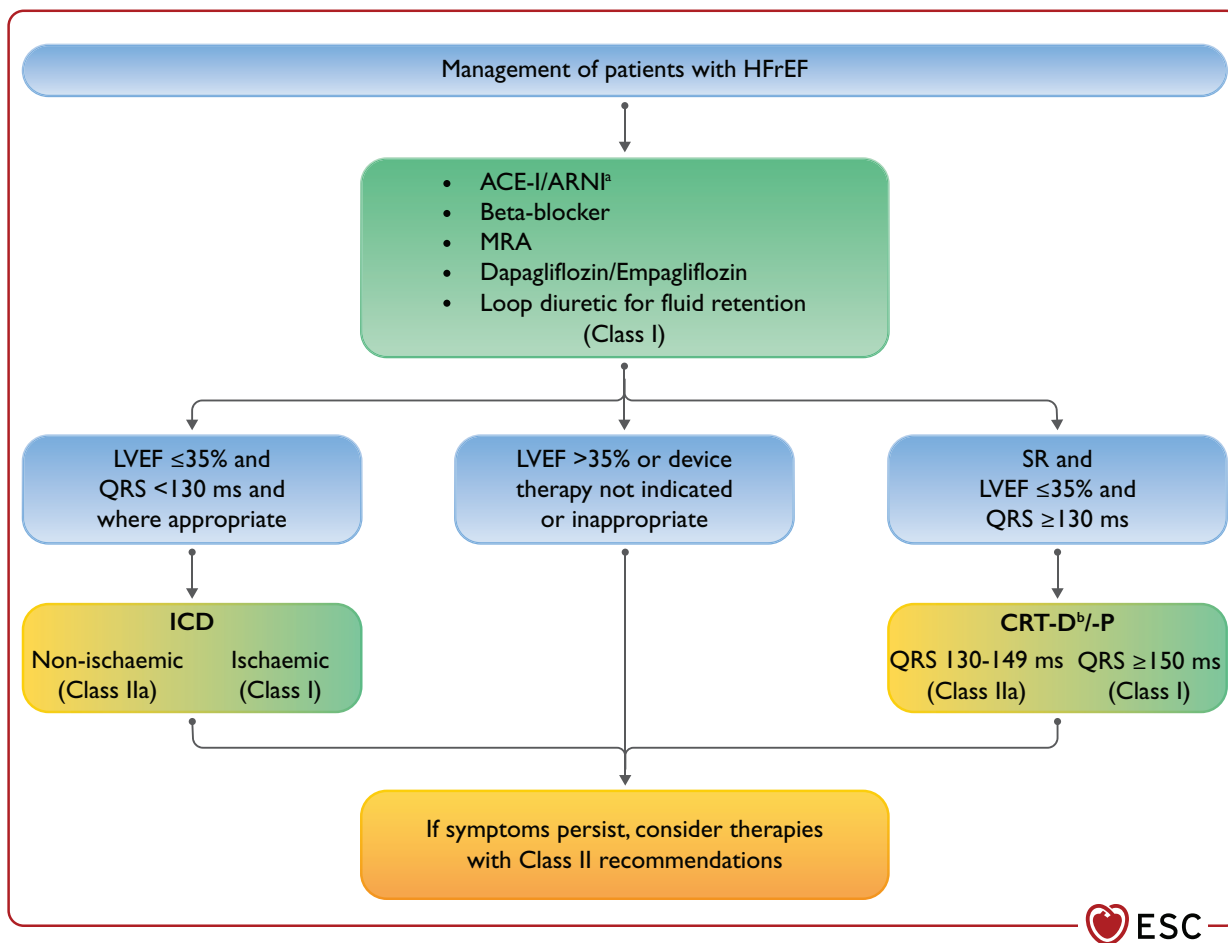 Management of patients with HFrEF
• ACE-I/ARNIᵃ
• Beta-blocker
• MRA
• Dapagliflozin/Empagliflozin
• Loop diuretic for fluid retention
(Class I)
LVEF ≤35% and
QRS <130 ms and
where appropriate
LVEF >35% or device
therapy not indicated
or inappropriate
SR and
LVEF ≤35% and
QRS ≥130 ms
ICD
Non-ischaemic
(Class IIa)
Ischaemic
(Class I)
CRT-Dᵇ/-P
QRS 130-149 ms
(Class IIa)
QRS ≥150 ms
(Class I)
If symptoms persist, consider therapies
with Class II recommendations
ESC